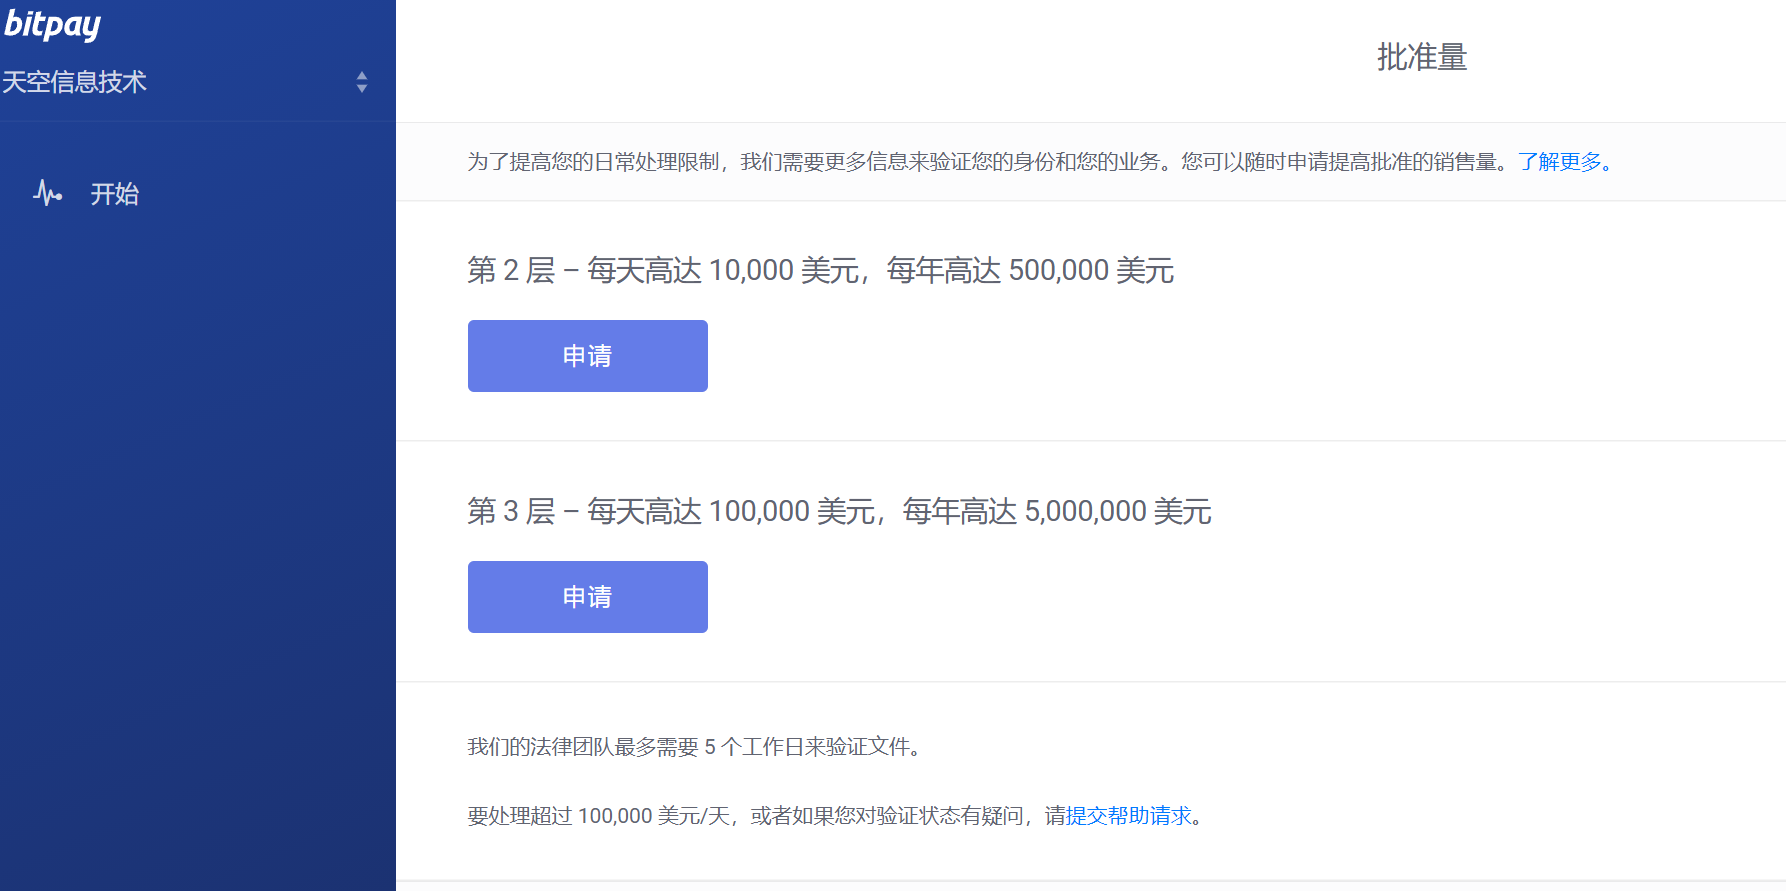 bitpay
天空信息技术
开始
批准量
为了提高您的日常处理限制，我们需要更多信息来验证您的身份和您的业务。您可以随时申请提高批准的销售量。了解更多。
第 2 层 – 每天高达 10,000 美元，每年高达 500,000 美元
申请
第 3 层 – 每天高达 100,000 美元，每年高达 5,000,000 美元
申请
我们的法律团队最多需要 5 个工作日来验证文件。
要处理超过 100,000 美元/天，或者如果您对验证状态有疑问，请提交帮助请求。